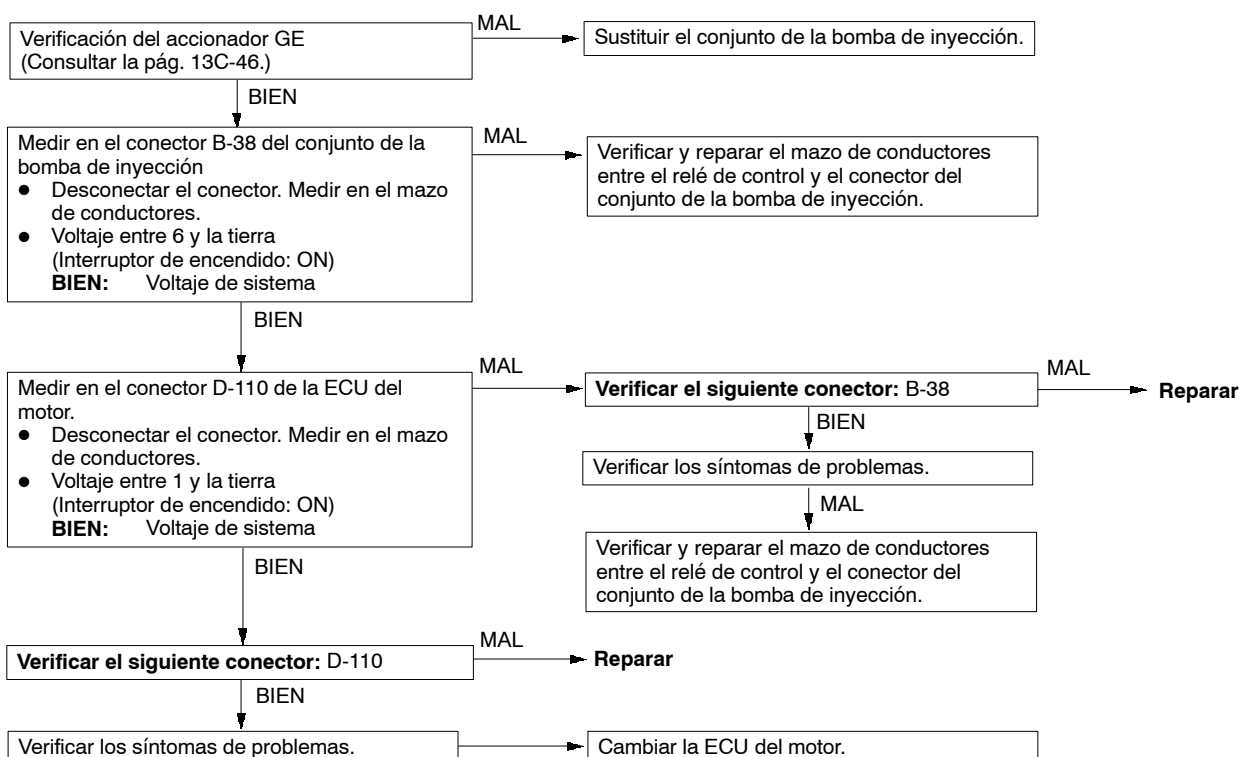 Verificación del accionador GE
(Consultar la pág. 13C-46.)
MAL
Sustituir el conjunto de la bomba de inyección.
BIEN
Medir en el conector B-38 del conjunto de la
bomba de inyección
● Desconectar el conector. Medir en el mazo
de conductores.
● Voltaje entre 6 y la tierra
(Interruptor de encendido: ON)
BIEN: Voltaje de sistema
MAL
Verificar y reparar el mazo de conductores
entre el relé de control y el conector del
conjunto de la bomba de inyección.
BIEN
Medir en el conector D-110 de la ECU del
motor.
● Desconectar el conector. Medir en el mazo
de conductores.
● Voltaje entre 1 y la tierra
(Interruptor de encendido: ON)
BIEN: Voltaje de sistema
MAL
Verificar el siguiente conector: B-38
MAL
Reparar
BIEN
Verificar los síntomas de problemas.
MAL
Verificar y reparar el mazo de conductores
entre el relé de control y el conector del
conjunto de la bomba de inyección.
BIEN
Verificar el siguiente conector: D-110
MAL
Reparar
BIEN
Verificar los síntomas de problemas.
Cambiar la ECU del motor.